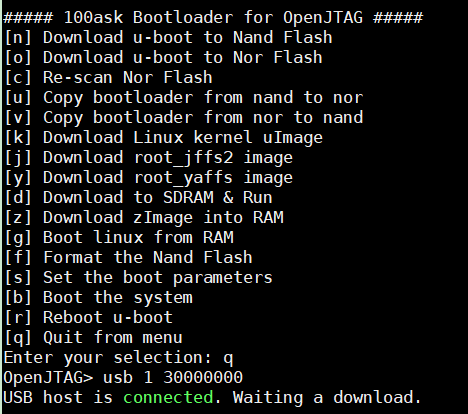 ##### 100ask Bootloader for OpenJTAG #####
[n] Download u-boot to Nand Flash
[o] Download u-boot to Nor Flash
[c] Re-scan Nor Flash
[u] Copy bootloader from nand to nor
[v] Copy bootloader from nor to nand
[k] Download Linux kernel uImage
[j] Download root_jffs2 image
[y] Download root_yaffs image
[d] Download to SDRAM & Run
[z] Download zImage into RAM
[g] Boot linux from RAM
[f] Format the Nand Flash
[s] Set the boot parameters
[b] Boot the system
[r] Reboot u-boot
[q] Quit from menu
Enter your selection: q
OpenJTAG> usb 1 30000000
USB host is connected. Waiting a download.